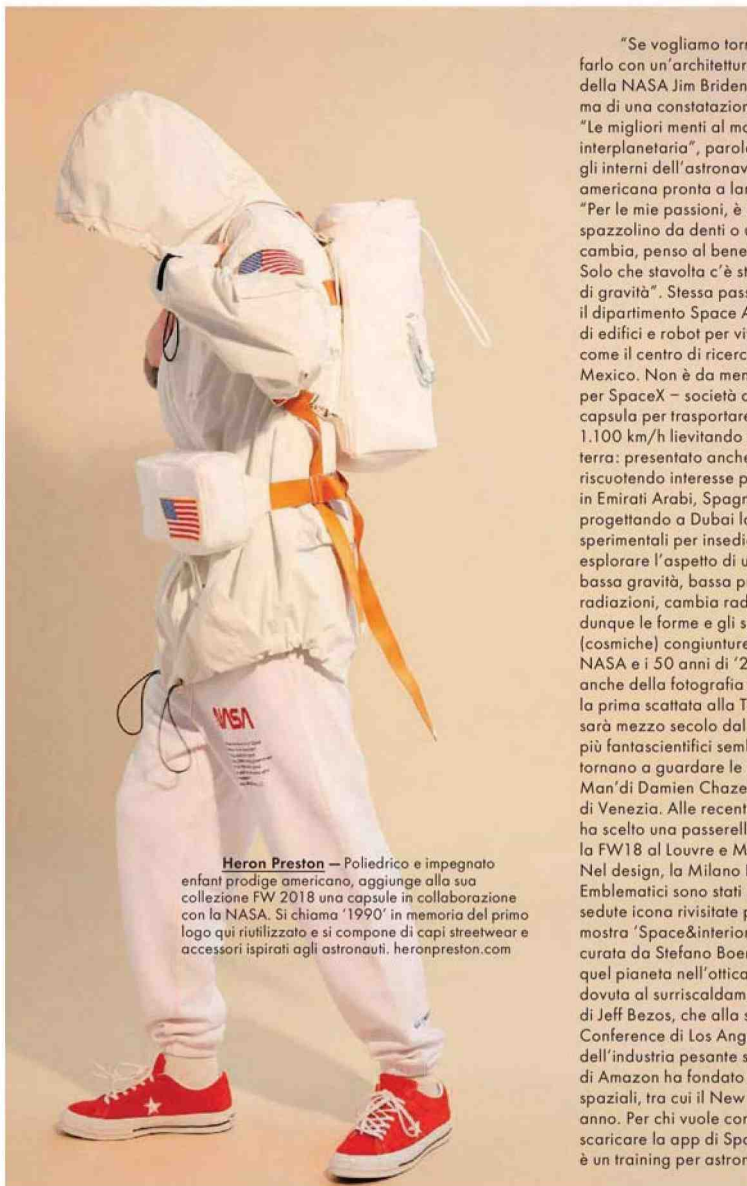 NASA
Heron Preston — Poliedrico e impegnato
enfant prodige americano, aggiunge alla sua
collezione FW 2018 una capsule in collaborazione
con la NASA. Si chiama '1990' in memoria del primo
logo qui riutilizzato e si compone di capi streetwear e
accessori ispirati agli astronauti. heronpreston.com
"Se vogliamo torn
farlo con un'architettur
della NASA Jim Briden
ma di una constatazion
"Le migliori menti al mo
interplanetaria", parol
gli interni dell'astronav
americana pronta a lan
"Per le mie passioni, è
spazzolino da denti o u
cambia, penso al bene
Solo che stavolta c'è st
di gravità". Stessa pass
il dipartimento Space A
di edifici e robot per vi
come il centro di ricerc
Mexico. Non è da men
per SpaceX – società d
capsula per trasportare
1.100 km/h lievitando
terra: presentato anche
riscuotendo interesse p
in Emirati Arabi, Spagn
progettando a Dubai la
sperimentali per insedi
esplorare l'aspetto di u
bassa gravità, bassa p
radiazioni, cambia rad
dunque le forme e gli s
(cosmiche) congiunture
NASA e i 50 anni di '2
anche della fotografia
la prima scattata alla T
sarà mezzo secolo dal
più fantascientifici seml
tornano a guardare le
Man'di Damien Chaze
di Venezia. Alle recent
ha scelto una passerell
la FW18 al Louvre e M
Nel design, la Milano
Emblematici sono stati
sedute icona rivisitate p
mostra 'Space&interior
curata da Stefano Boer
quel pianeta nell'ottica
dovuta al surriscaldam
di Jeff Bezos, che alla s
Conference di Los Ang
dell'industria pesante s
di Amazon ha fondato
spaziali, tra cui il New
anno. Per chi vuole cor
scaricare la app di Spa
è un training per astron